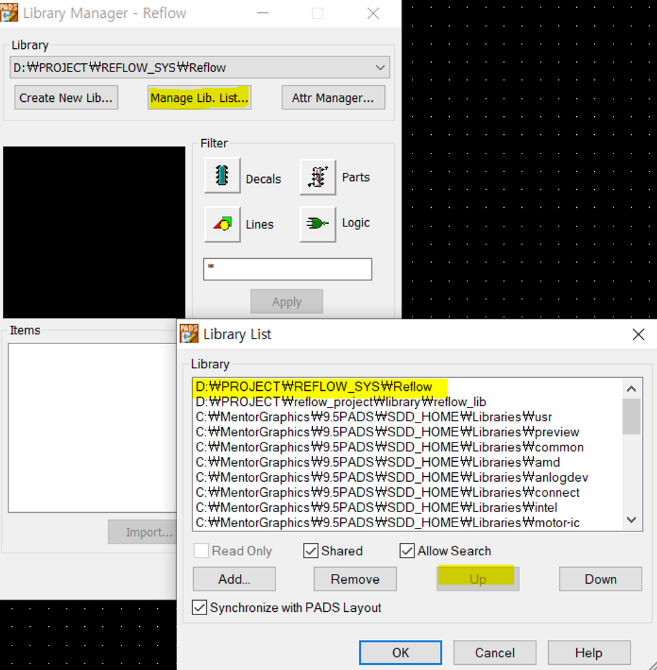 PADS
Library Manager - Reflow
Library
D:￦PROJECT￦REFLOW_SYS￦Reflow
Create New Lib...
Manage Lib. List...
Attr Manager...
Filter
Decals
Parts
Lines
Logic
*
Apply
Items
Import...
PADS
Library List
Library
D:￦PROJECT￦REFLOW_SYS￦Reflow
D:￦PROJECT￦reflow_project￦library￦reflow_lib
C:￦MentorGraphics￦9.5PADS￦SDD_HOME￦Libraries￦usr
C:￦MentorGraphics￦9.5PADS￦SDD_HOME￦Libraries￦preview
C:￦MentorGraphics￦9.5PADS￦SDD_HOME￦Libraries￦common
C:￦MentorGraphics￦9.5PADS￦SDD_HOME￦Libraries￦amd
C:￦MentorGraphics￦9.5PADS￦SDD_HOME￦Libraries￦anlogdev
C:￦MentorGraphics￦9.5PADS￦SDD_HOME￦Libraries￦connect
C:￦MentorGraphics￦9.5PADS￦SDD_HOME￦Libraries￦intel
C:￦MentorGraphics￦9.5PADS￦SDD_HOME￦Libraries￦motor-ic
Read Only
Shared
Allow Search
Add...
Remove
Up
Down
Synchronize with PADS Layout
OK
Cancel
Help